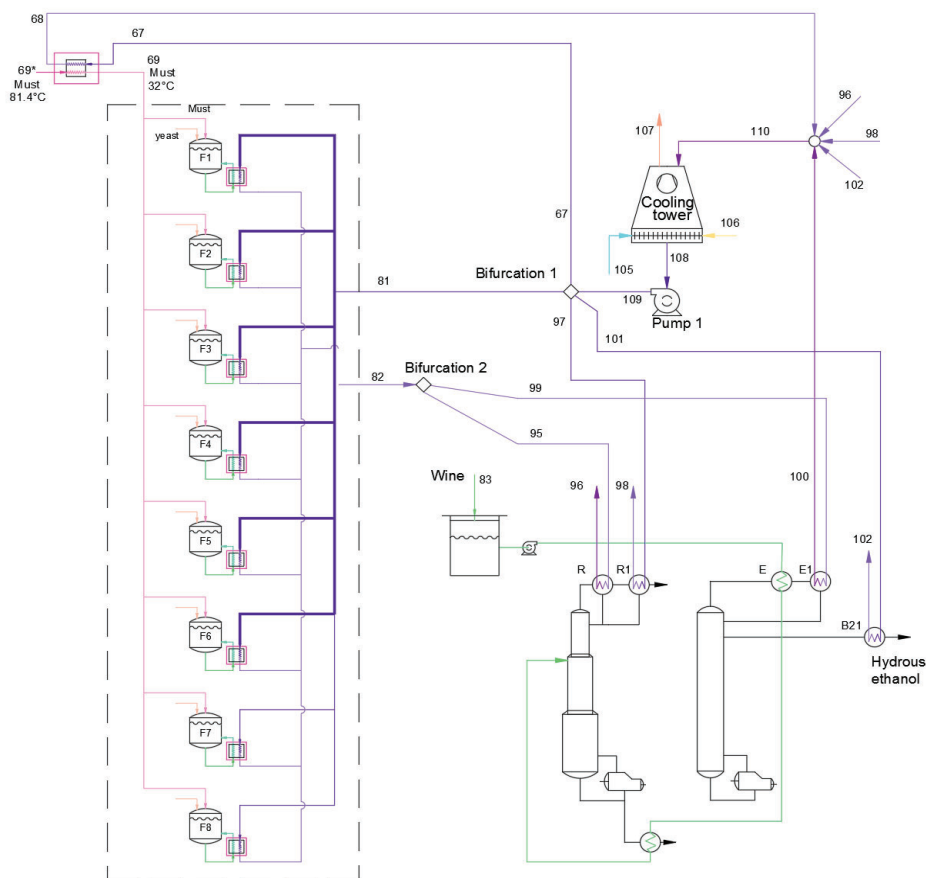 68
67
69*
Must
81.4°C
69
Must
32°C
Must
yeast
F1
F2
F3
F4
F5
F6
F7
F8
96
98
102
110
107
Cooling
tower
106
105
108
67
Bifurcation 1
81
109
Pump 1
97
101
Bifurcation 2
82
99
95
Wine
83
96
98
100
102
R
R1
E
E1
B21
Hydrous
ethanol